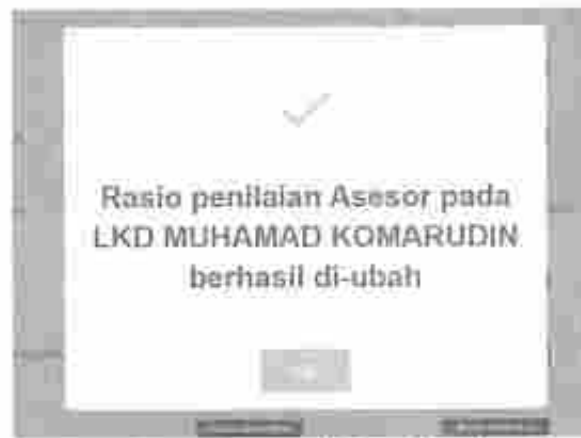 Rasio penilaian Asesor pada
LKD MUHAMAD KOMARUDIN
berhasil di-ubah